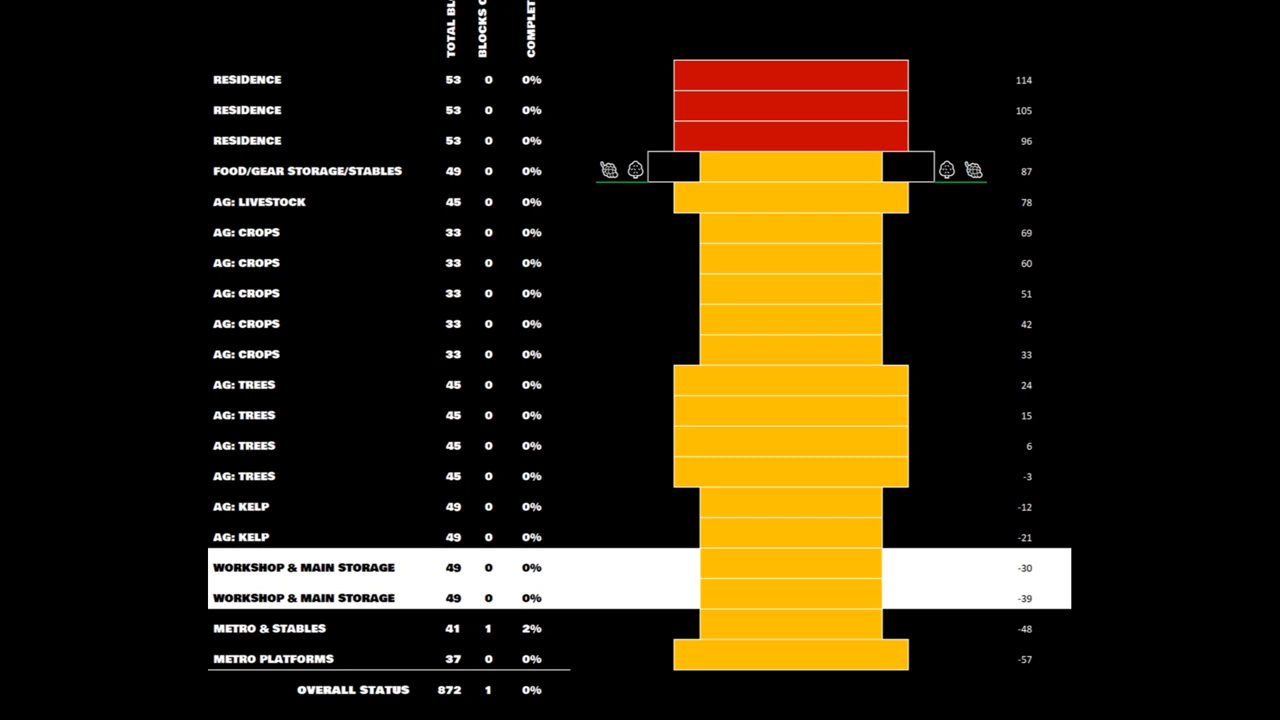 TOTAL BL
BLOCKS
COMPLET
RESIDENCE 53 0 0% 114
RESIDENCE 53 0 0% 105
RESIDENCE 53 0 0% 96
FOOD/GEAR STORAGE/STABLES 49 0 0% 87
AG: LIVESTOCK 45 0 0% 78
AG: CROPS 33 0 0% 69
AG: CROPS 33 0 0% 60
AG: CROPS 33 0 0% 51
AG: CROPS 33 0 0% 42
AG: CROPS 33 0 0% 33
AG: TREES 45 0 0% 24
AG: TREES 45 0 0% 15
AG: TREES 45 0 0% 6
AG: TREES 45 0 0% -3
AG: KELP 49 0 0% -12
AG: KELP 49 0 0% -21
WORKSHOP & MAIN STORAGE 49 0 0% -30
WORKSHOP & MAIN STORAGE 49 0 0% -39
METRO & STABLES 41 1 2% -48
METRO PLATFORMS 37 0 0% -57
OVERALL STATUS 872 1 0%